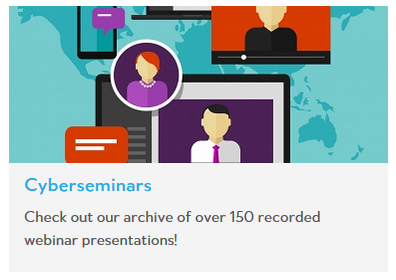 Cyberseminars
Check out our archive of over 150 recorded
webinar presentations!